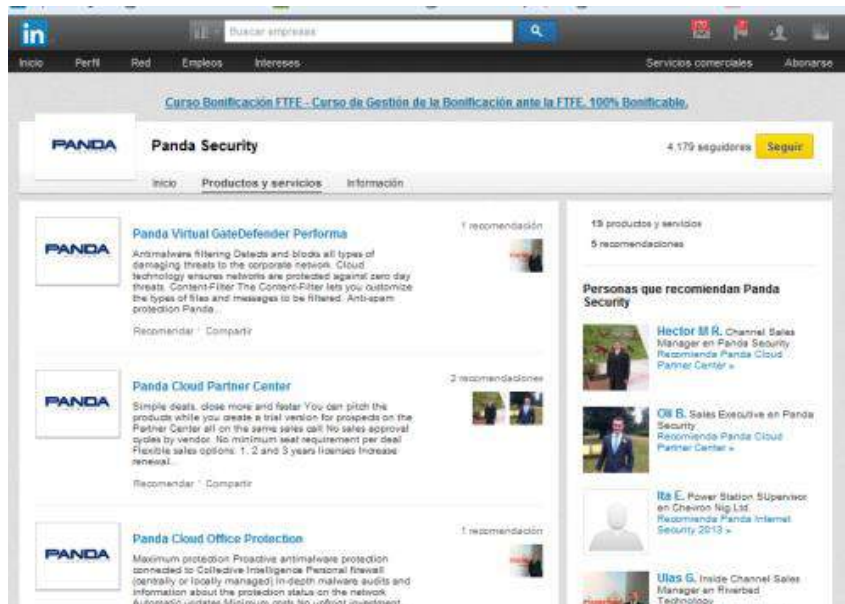 in
Buscar empresas
Inicio Perfil Red Empleos Intereses Servicios comerciales Abonarse
Curso Bonificación FTFE - Curso de Gestión de la Bonificación ante la FTFE. 100% Bonificable.
PANDA
Panda Security
4.179 seguidores Seguir
Inicio Productos y servicios Información
PANDA
Panda Virtual GateDefender Performa
1 recomendación
Antimalware filtering Detects and blocks all types of
damaging threats to the corporate network. Cloud
technology ensures networks are protected against zero day
threats. Content-Filter The Content-Filter lets you customize
the types of files and messages to be filtered. Anti-spam
protection Panda...
Recomendar · Compartir
PANDA
Panda Cloud Partner Center
2 recomendaciones
Simple deals, close more and faster You can pitch the
products while you create a trial version for prospects on the
Partner Center all on the same sales call No sales approval
cycles by vendor. No minimum seat requirement per deal
Flexible sales options: 1, 2 and 3 years licenses Increase
renewal...
Recomendar · Compartir
PANDA
Panda Cloud Office Protection
1 recomendación
Maximum protection Proactive antimalware protection
connected to Collective Intelligence Personal firewall
(centrally or locally managed) In-depth malware audits and
information about the protection status on the network
Automatic updates Minimum costs No upfront investment
15 productos y servicios
5 recomendaciones
Personas que recomiendan Panda
Security
Hector M R. Channel Sales
Manager en Panda Security
Recomienda Panda Cloud
Partner Center »
Oli B. Sales Executive en Panda
Security
Recomienda Panda Cloud
Partner Center »
Ita E. Power Station SUpervisor
en Chevron Nig.Ltd.
Recomienda Panda Internet
Security 2013 »
Ulas G. Inside Channel Sales
Manager en Riverbed
Technology